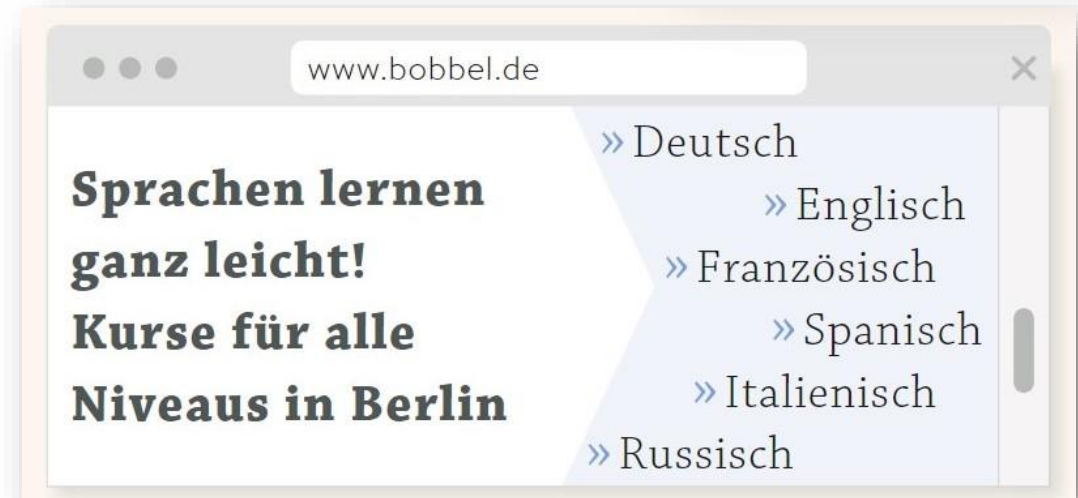 www.bobbel.de
Sprachen lernen
ganz leicht!
Kurse für alle
Niveaus in Berlin
» Deutsch
» Englisch
» Französisch
» Spanisch
» Italienisch
» Russisch